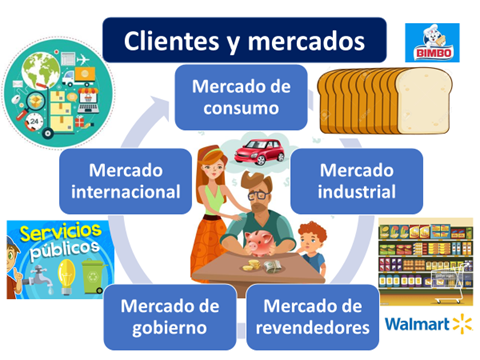 Clientes y mercados
BIMBO
Mercado de
consumo
24
Mercado
internacional
Mercado
industrial
Servicios
públicos
Mercado de
gobierno
Mercado de
revendedores
Walmart